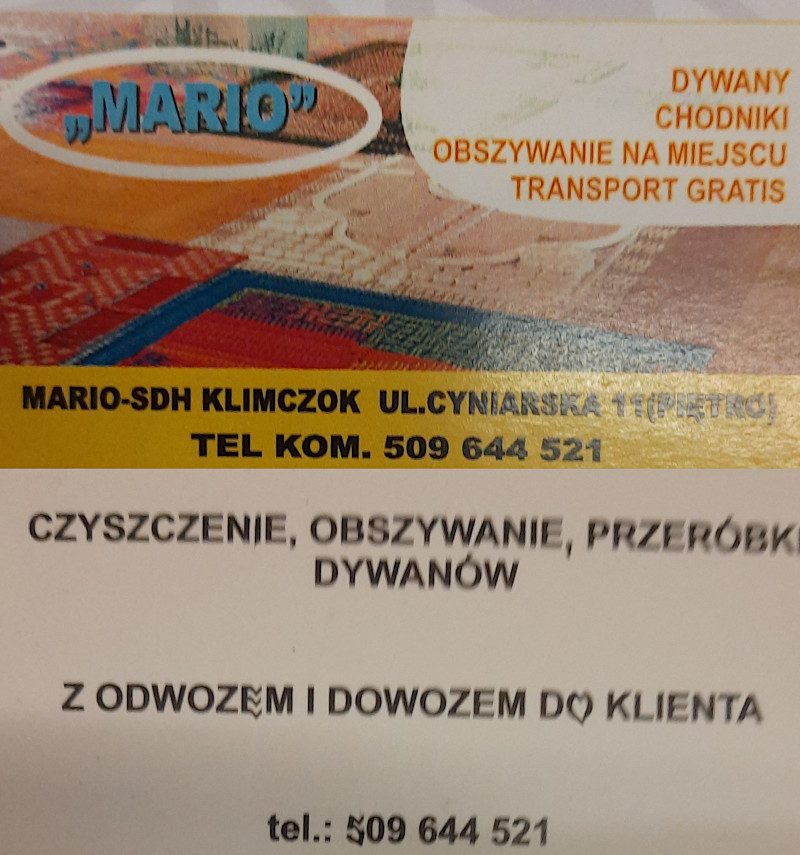 „MARIO”
DYWANY
CHODNIKI
OBSZYWANIE NA MIEJSCU
TRANSPORT GRATIS
MARIO-SDH KLIMCZOK UL.CYNIARSKA 11(PIĘTRO)
TEL KOM. 509 644 521
CZYSZCZENIE, OBSZYWANIE, PRZERÓBKI
DYWANÓW
Z ODWOZEM I DOWOZEM DO KLIENTA
tel.: 509 644 521